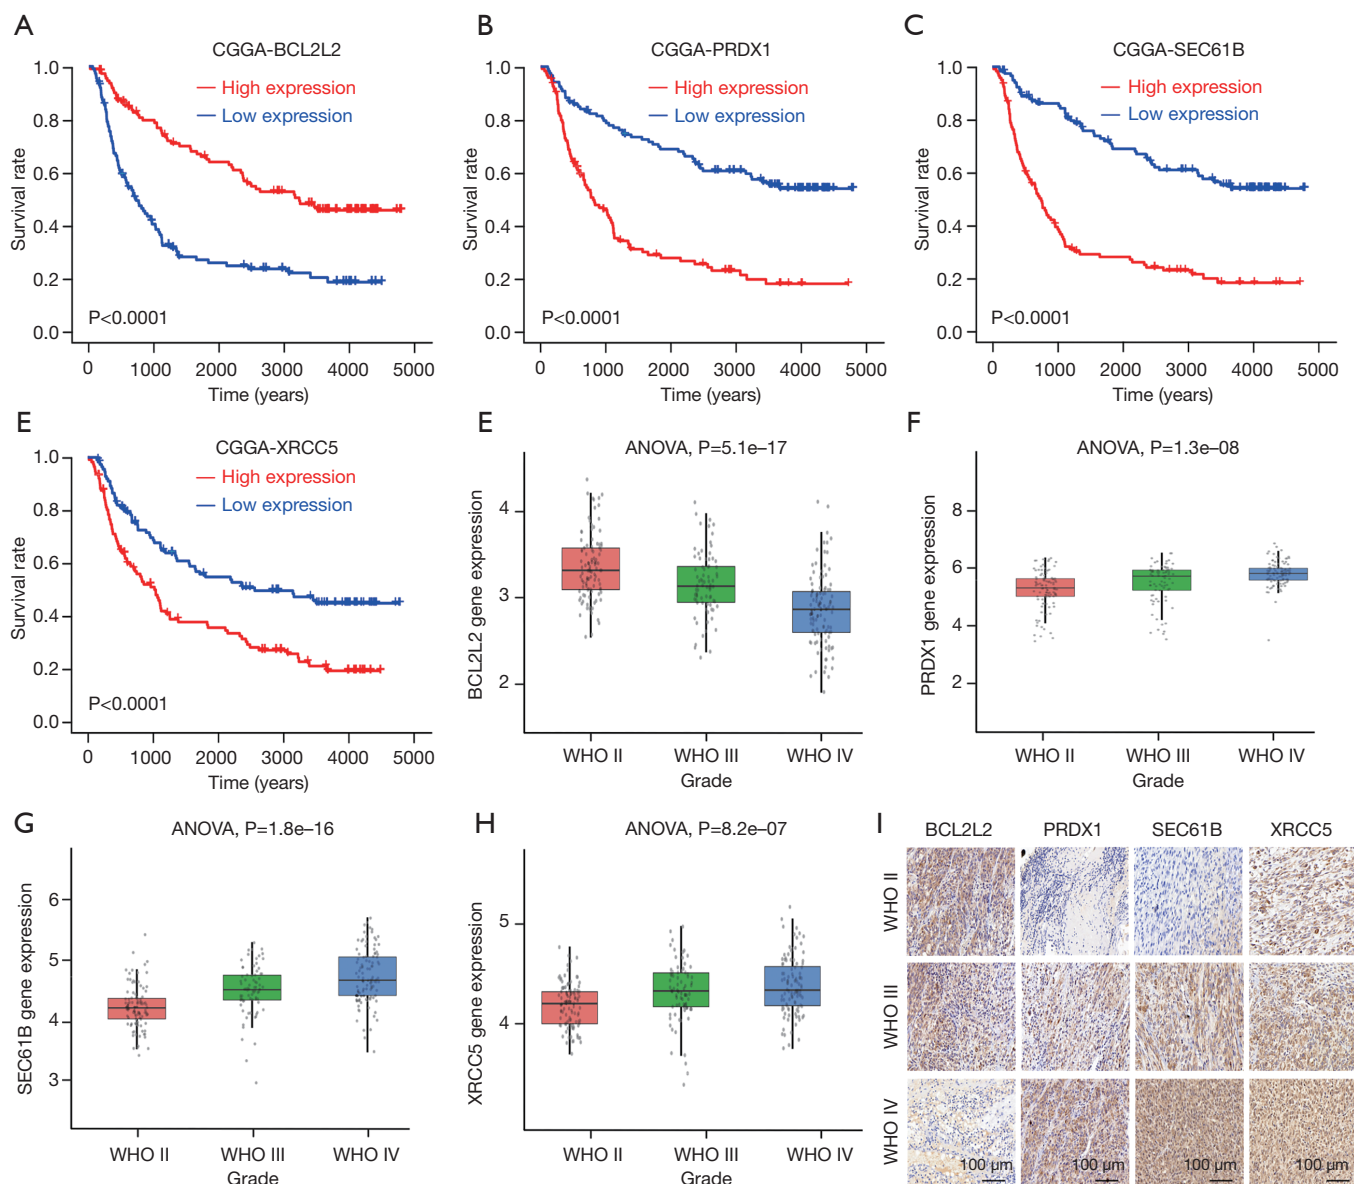 A
CGGA-BCL2L2
High expression
Low expression
Survival rate
1.0
0.8
0.6
0.4
0.2
0.0
P<0.0001
0 1000 2000 3000 4000 5000
Time (years)
B
CGGA-PRDX1
High expression
Low expression
Survival rate
1.0
0.8
0.6
0.4
0.2
0.0
P<0.0001
0 1000 2000 3000 4000 5000
Time (years)
C
CGGA-SEC61B
High expression
Low expression
Survival rate
1.0
0.8
0.6
0.4
0.2
0.0
P<0.0001
0 1000 2000 3000 4000 5000
Time (years)
E
CGGA-XRCC5
High expression
Low expression
Survival rate
1.0
0.8
0.6
0.4
0.2
0.0
P<0.0001
0 1000 2000 3000 4000 5000
Time (years)
E
ANOVA, P=5.1e–17
BCL2L2 gene expression
4
3
2
WHO II WHO III WHO IV
Grade
F
ANOVA, P=1.3e–08
PRDX1 gene expression
8
6
4
2
WHO II WHO III WHO IV
Grade
G
ANOVA, P=1.8e–16
SEC61B gene expression
6
5
4
3
WHO II WHO III WHO IV
Grade
H
ANOVA, P=8.2e–07
XRCC5 gene expression
5
4
WHO II WHO III WHO IV
Grade
I
BCL2L2 PRDX1 SEC61B XRCC5
WHO II
WHO III
WHO IV
100 µm 100 µm 100 µm 100 µm